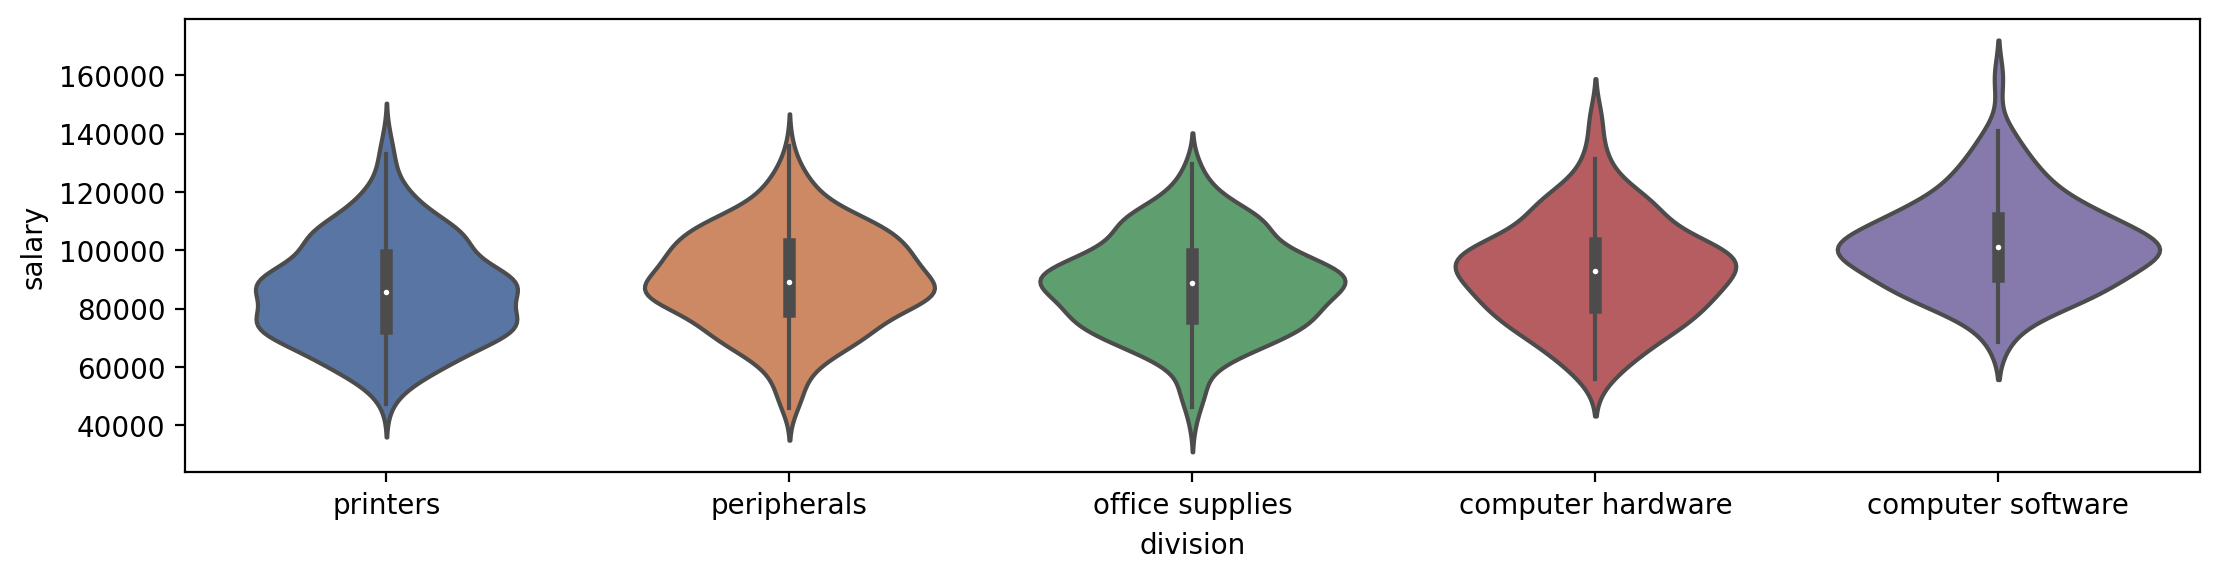 160000
140000
120000
100000
80000
60000
40000
salary
printers peripherals office supplies computer hardware computer software
division